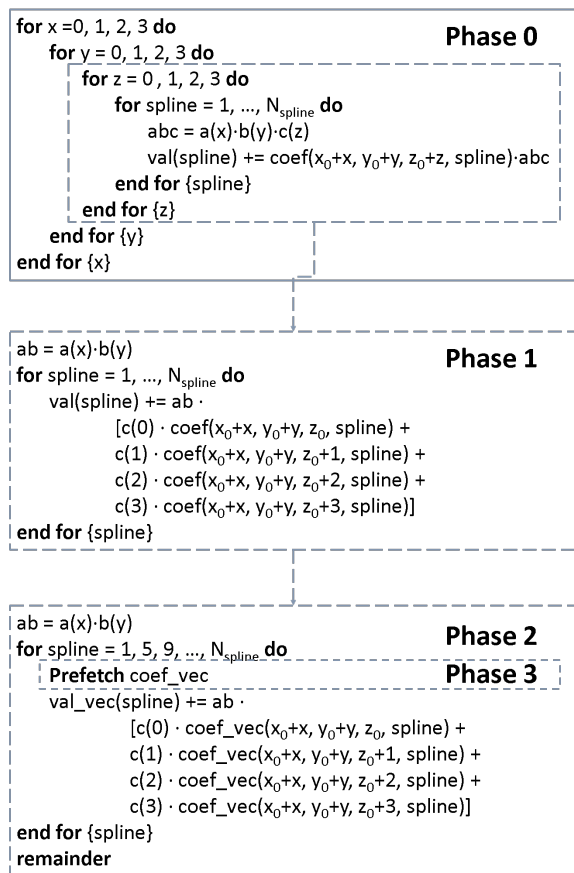 for x =0, 1, 2, 3 do
Phase 0
for y = 0, 1, 2, 3 do
for z = 0 , 1, 2, 3 do
for spline = 1, ..., Nspline do
abc = a(x)·b(y)·c(z)
val(spline) += coef(x0+x, y0+y, z0+z, spline)·abc
end for {spline}
end for {z}
end for {y}
end for {x}
ab = a(x)·b(y)
Phase 1
for spline = 1, ..., Nspline do
val(spline) += ab ·
[c(0) · coef(x0+x, y0+y, z0, spline) +
c(1) · coef(x0+x, y0+y, z0+1, spline) +
c(2) · coef(x0+x, y0+y, z0+2, spline) +
c(3) · coef(x0+x, y0+y, z0+3, spline)]
end for {spline}
ab = a(x)·b(y)
Phase 2
for spline = 1, 5, 9, ..., Nspline do
Prefetch coef_vec
Phase 3
val_vec(spline) += ab ·
[c(0) · coef_vec(x0+x, y0+y, z0, spline) +
c(1) · coef_vec(x0+x, y0+y, z0+1, spline) +
c(2) · coef_vec(x0+x, y0+y, z0+2, spline) +
c(3) · coef_vec(x0+x, y0+y, z0+3, spline)]
end for {spline}
remainder